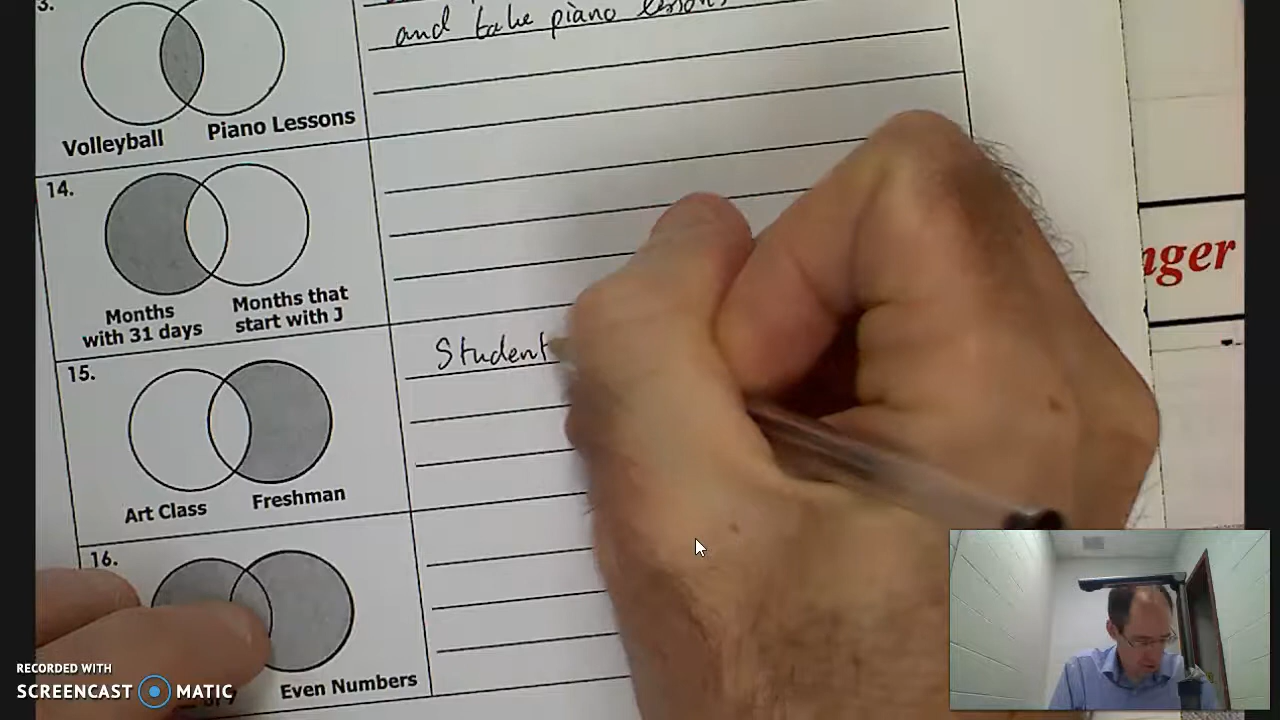 3.
and take piano lessons
Volleyball
Piano Lessons
14.
Months
with 31 days
Months that
start with J
15.
Student
Art Class
Freshman
16.
Even Numbers
nger
RECORDED WITH
SCREENCAST MATIC